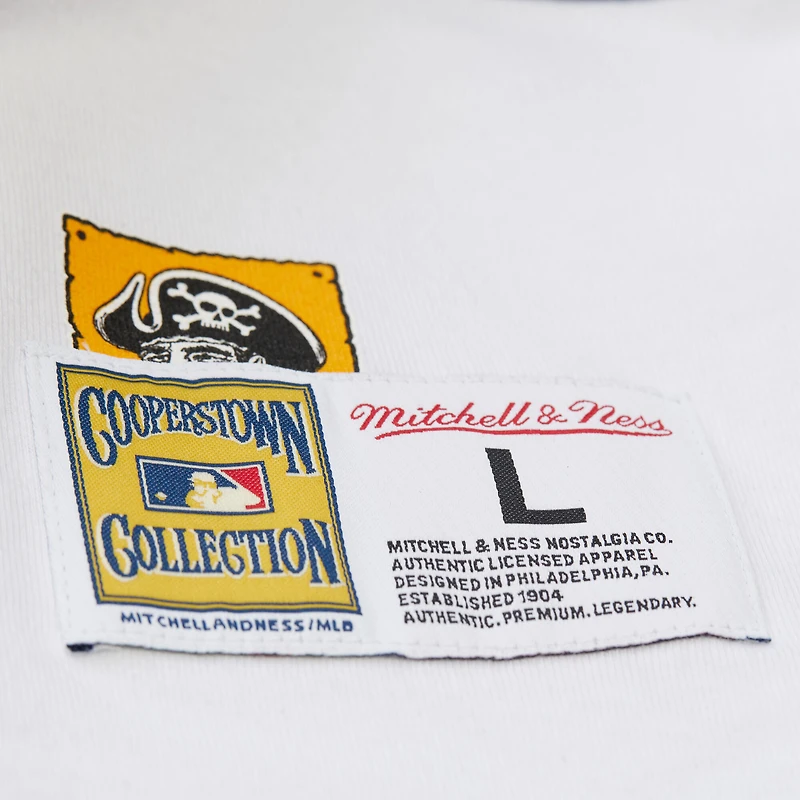 COOPERSTOWN
COLLECTION
MITCHELLANDNESS/MLB
Mitchell & Ness
L
MITCHELL & NESS NOSTALGIA CO.
AUTHENTIC LICENSED APPAREL
DESIGNED IN PHILADELPHIA, PA.
ESTABLISHED 1904
AUTHENTIC. PREMIUM. LEGENDARY.